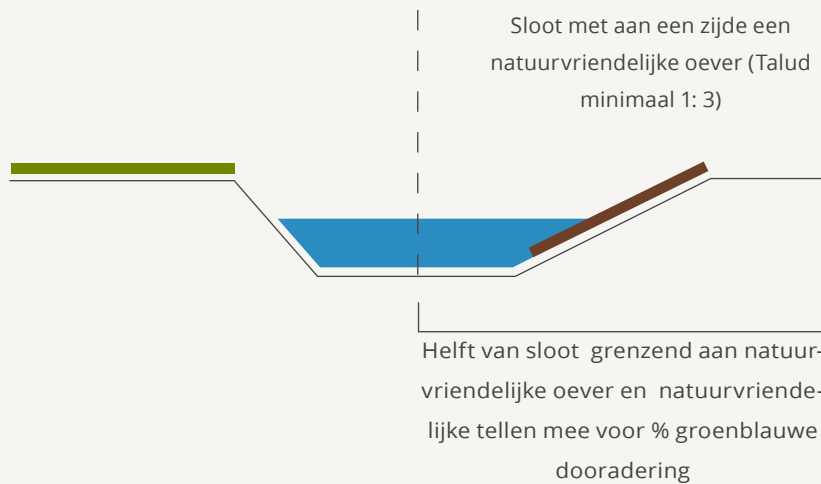 Sloot met aan een zijde een
natuurvriendelijke oever (Talud
minimaal 1: 3)
Helft van sloot grenzend aan natuur-
vriendelijke oever en natuurvriende-
lijke tellen mee voor % groenblauwe
dooradering